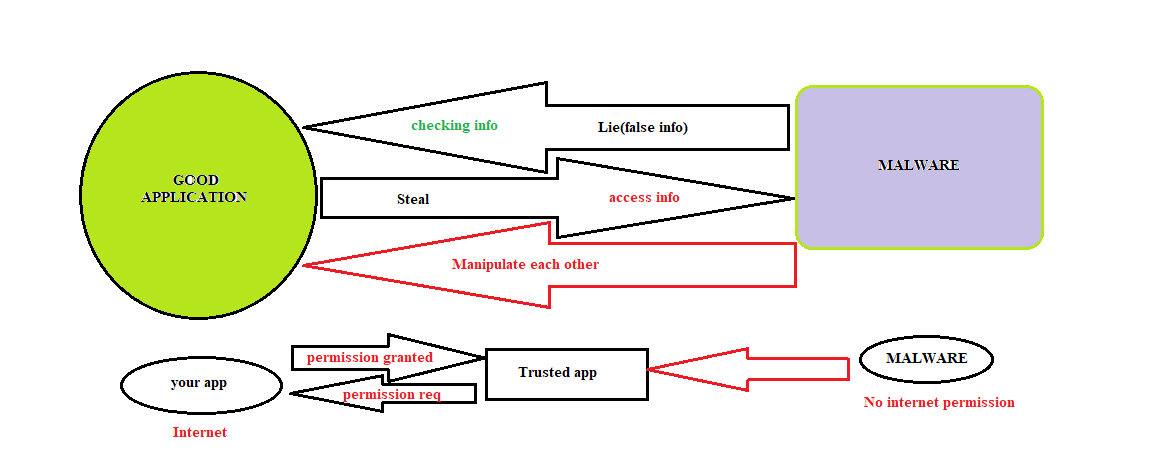 checking info
Lie(false info)
GOOD
APPLICATION
MALWARE
Steal
access info
Manipulate each other
permission granted
MALWARE
Trusted app
your app
permission req
No internet permission
Internet